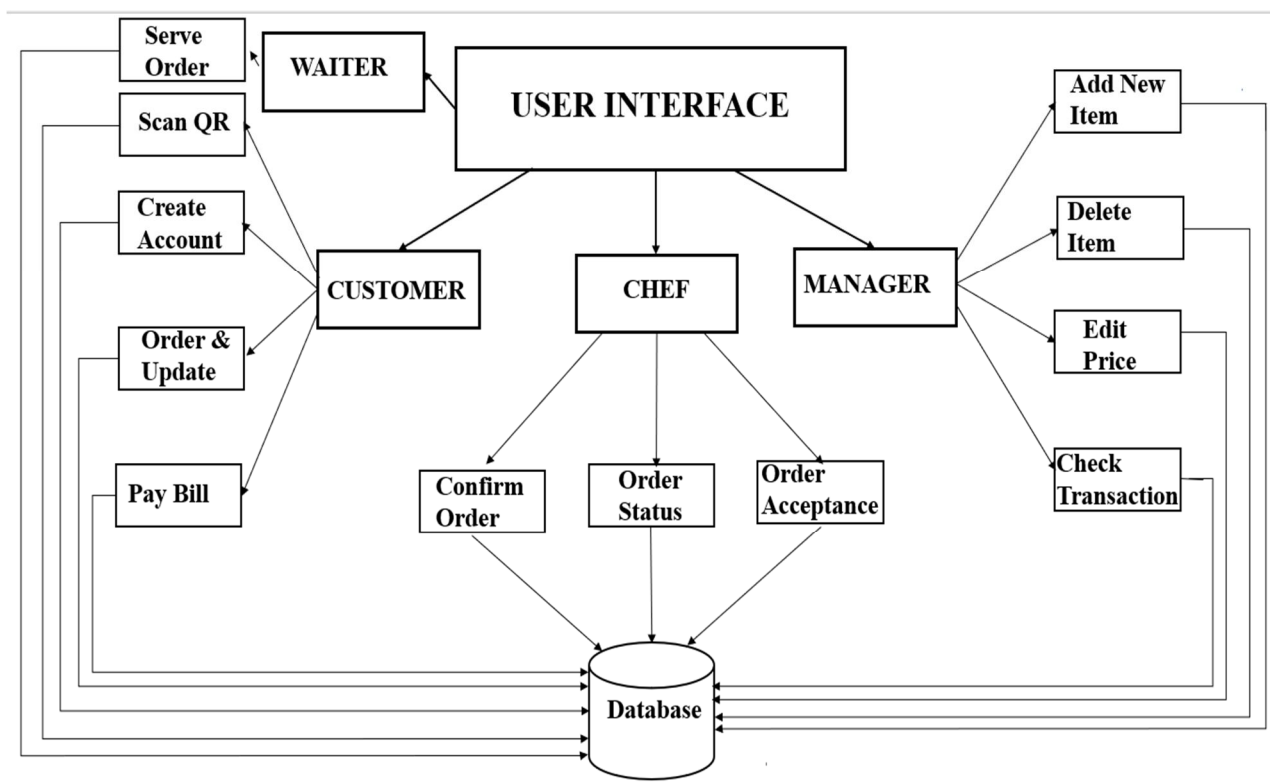 Serve
Order
WAITER
USER INTERFACE
Add New
Item
Scan QR
Create
Account
Delete
Item
CUSTOMER
CHEF
MANAGER
Order &
Update
Edit
Price
Pay Bill
Confirm
Order
Order
Status
Order
Acceptance
Check
Transaction
Database